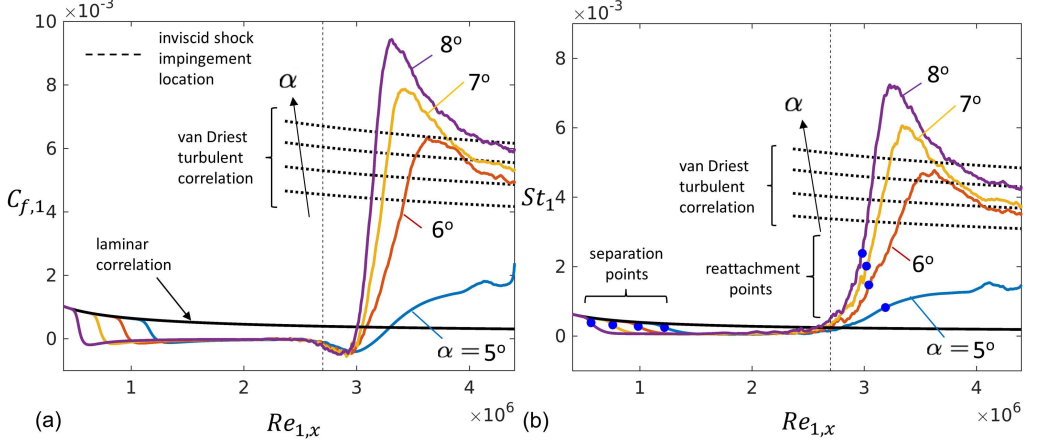 ×10⁻³
10
8
6
4
2
0
C_{f,1}
inviscid shock
impingement
location
α
van Driest
turbulent
correlation
laminar
correlation
8°
7°
6°
α = 5°
1
2
3
4
×10⁶
Re_{1,x}
(a)
×10⁻³
8
6
4
2
0
St_1
α
van Driest
turbulent
correlation
separation
points
reattachment
points
8°
7°
6°
α = 5°
1
2
3
4
×10⁶
Re_{1,x}
(b)